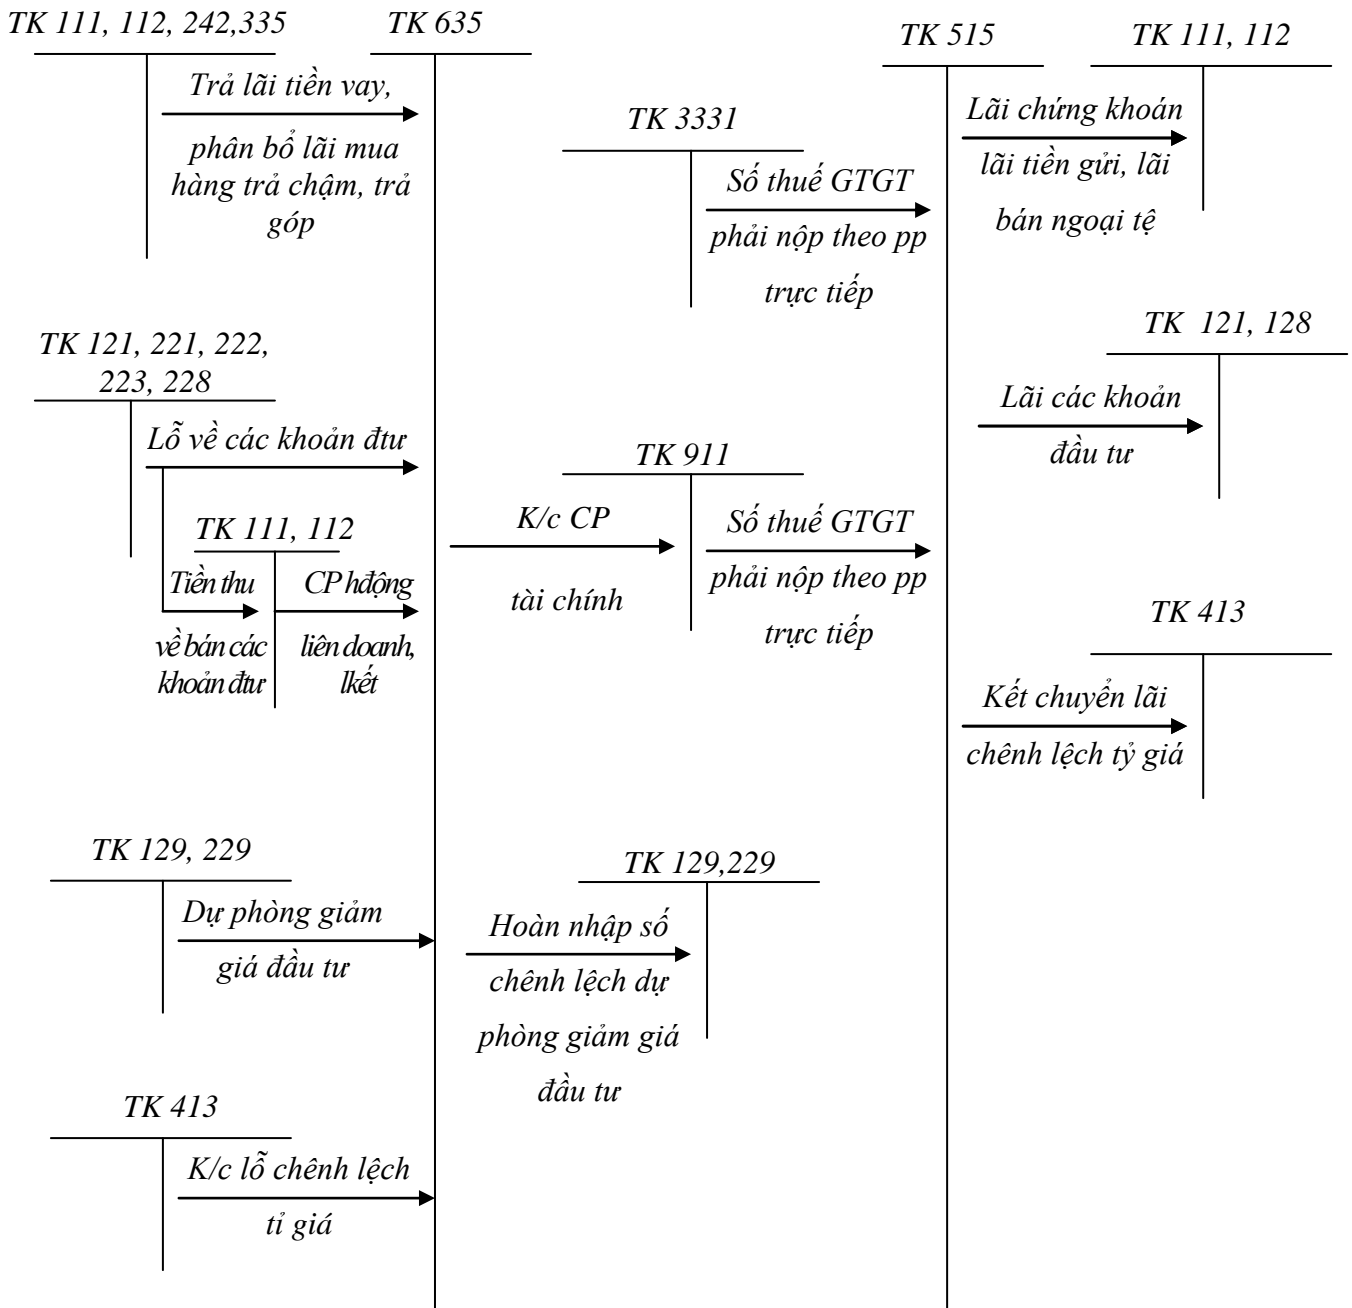 TK 111, 112, 242,335
TK 635
TK 515
TK 111, 112
Trả lãi tiền vay,
phân bổ lãi mua
hàng trả chậm, trả
góp
TK 3331
Số thuế GTGT
phải nộp theo pp
trực tiếp
Lãi chứng khoán
lãi tiền gửi, lãi
bán ngoại tệ
TK 121, 221, 222,
223, 228
Lỗ về các khoản đtư
TK 111, 112
Tiền thu
về bán các
khoản đtư
CP hđộng
liên doanh,
lkết
TK 911
K/c CP
tài chính
Số thuế GTGT
phải nộp theo pp
trực tiếp
TK 121, 128
Lãi các khoản
đầu tư
TK 413
Kết chuyển lãi
chênh lệch tỷ giá
TK 129, 229
Dự phòng giảm
giá đầu tư
TK 129,229
Hoàn nhập số
chênh lệch dự
phòng giảm giá
đầu tư
TK 413
K/c lỗ chênh lệch
tỉ giá